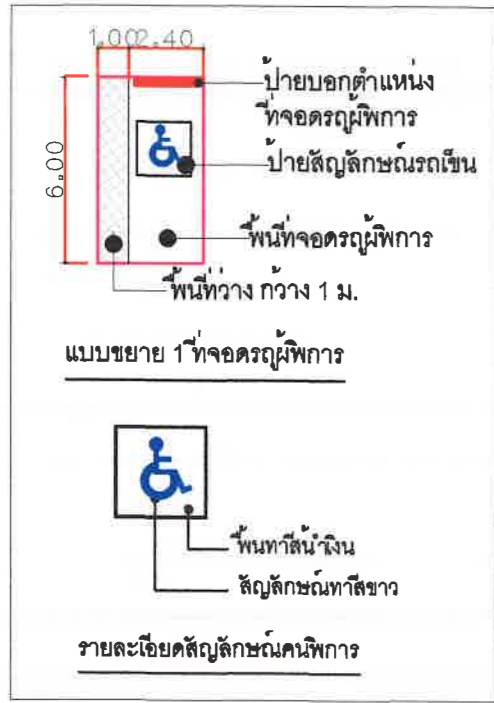 1.00 2.40
ป้ายบอกตำแหน่ง
ที่จอดรถผู้พิการ
6.00
ป้ายสัญลักษณ์รถเข็น
พื้นที่จอดรถผู้พิการ
พื้นที่ว่าง กว้าง 1 ม.
แบบขยาย 1 ที่จอดรถผู้พิการ
พื้นทาสีน้ำเงิน
สัญลักษณ์ทาสีขาว
รายละเอียดสัญลักษณ์คนพิการ